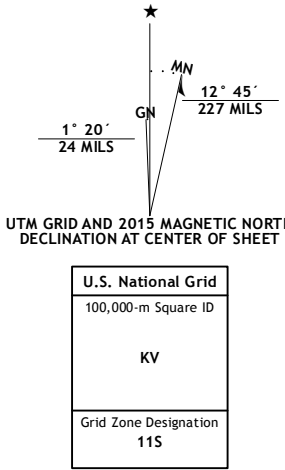 ★
MN
GN
12° 45´
227 MILS
1° 20´
24 MILS
UTM GRID AND 2015 MAGNETIC NORTH
DECLINATION AT CENTER OF SHEET
U.S. National Grid
100,000-m Square ID
KV
Grid Zone Designation
11S